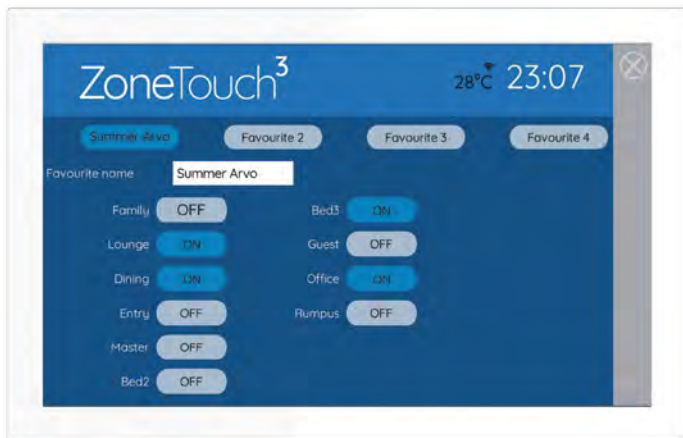 ZoneTouch3
28°C 23:07
Summer Arvo Favourite 2 Favourite 3 Favourite 4
Favourite name Summer Arvo
Family OFF Bed3 ON
Lounge ON Guest OFF
Dining ON Office ON
Entry OFF Rumpus OFF
Master OFF
Bed2 OFF